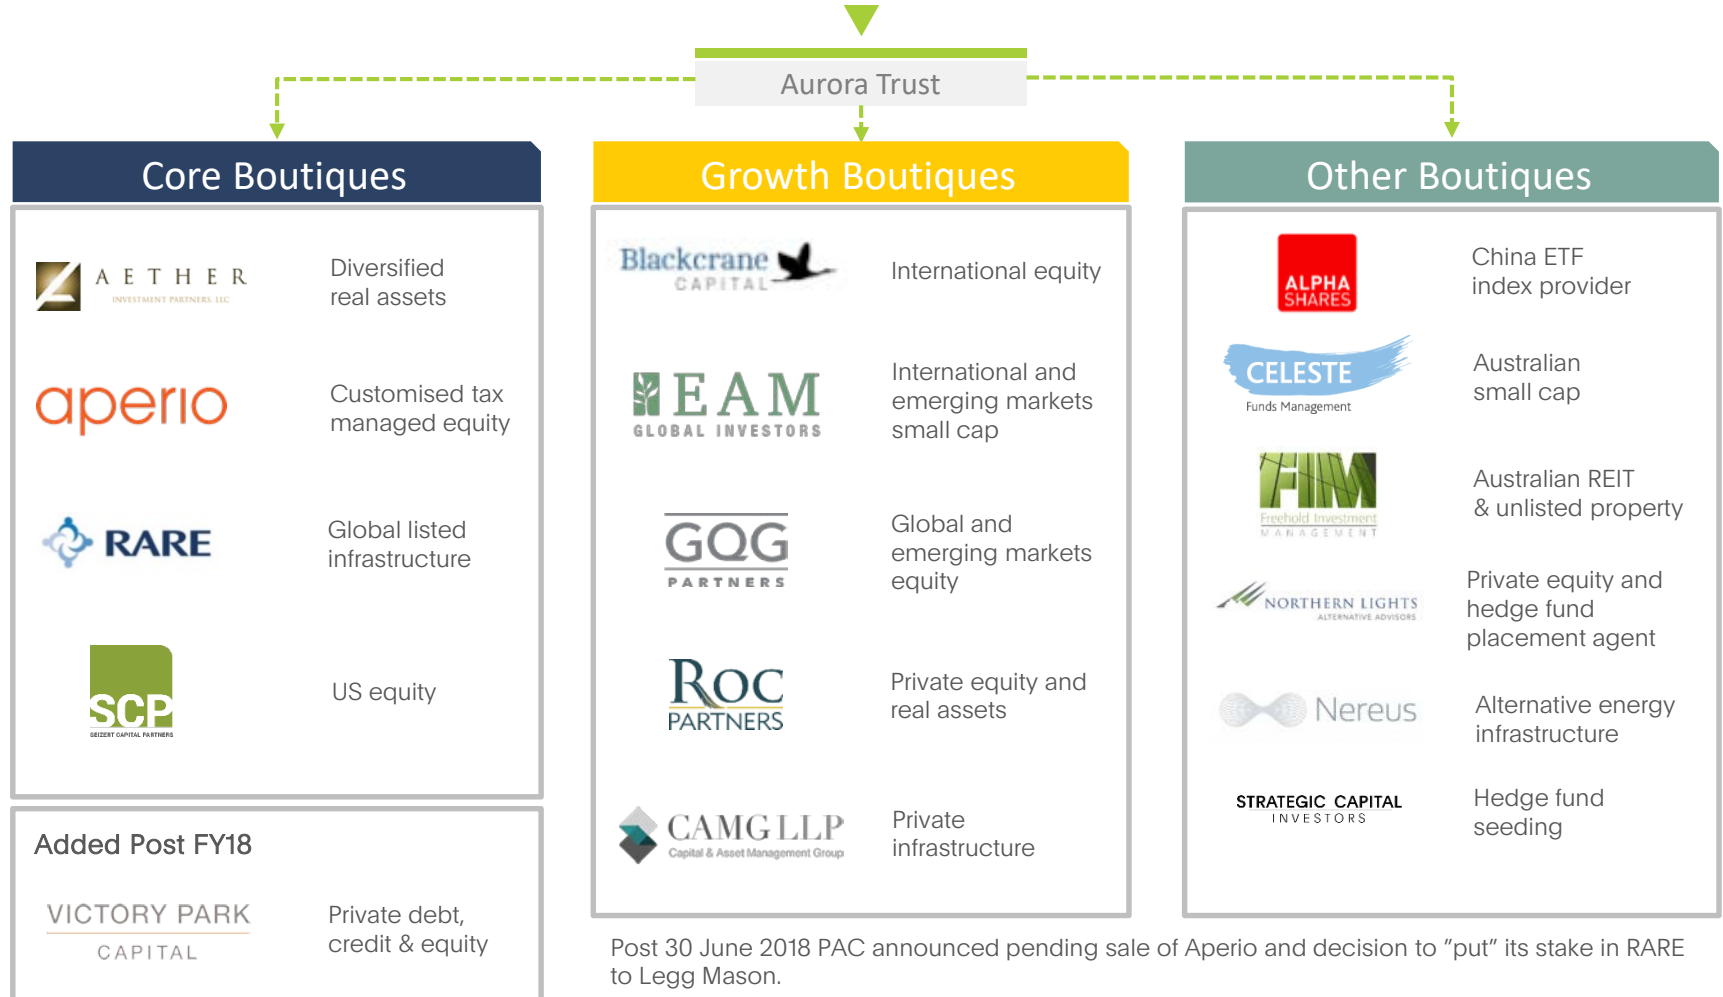 Aurora Trust
Core Boutiques
AETHER
INVESTMENT PARTNERS, LLC
Diversified
real assets
aperio
Customised tax
managed equity
RARE
Global listed
infrastructure
SCP
SEIZERT CAPITAL PARTNERS
US equity
Added Post FY18
VICTORY PARK
CAPITAL
Private debt,
credit & equity
Growth Boutiques
Blackcrane
CAPITAL
International equity
EAM
GLOBAL INVESTORS
International and
emerging markets
small cap
GQG
PARTNERS
Global and
emerging markets
equity
ROC
PARTNERS
Private equity and
real assets
CAMG LLP
Capital & Asset Management Group
Private
infrastructure
Other Boutiques
ALPHA
SHARES
China ETF
index provider
CELESTE
Funds Management
Australian
small cap
FIM
Freehold Investment
MANAGEMENT
Australian REIT
& unlisted property
NORTHERN LIGHTS
ALTERNATIVE ADVISORS
Private equity and
hedge fund
placement agent
Nereus
Alternative energy
infrastructure
STRATEGIC CAPITAL
INVESTORS
Hedge fund
seeding
Post 30 June 2018 PAC announced pending sale of Aperio and decision to "put" its stake in RARE
to Legg Mason.